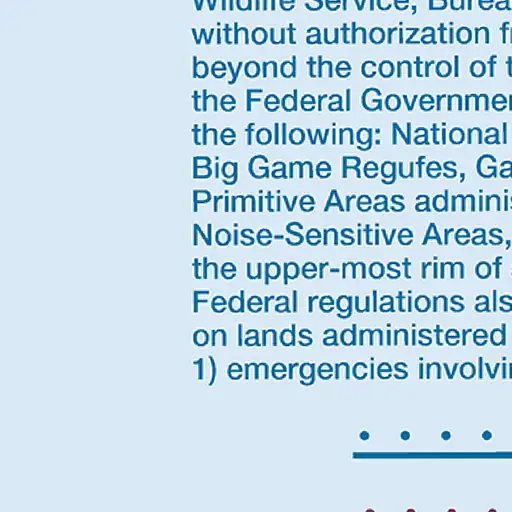 Wildlife Service, Burea
without authorization f
beyond the control of t
the Federal Governme
the following: National
Big Game Regufes, Ga
Primitive Areas adminis
Noise-Sensitive Areas,
the upper-most rim of
Federal regulations als
on lands administered
1) emergencies involvi